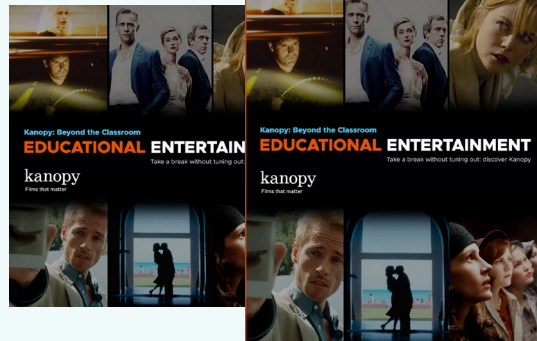 Kanopy: Beyond the Classroom
EDUCATIONAL ENTERTAIN
Take a break without tuning out:
kanopy
Films that matter
Kanopy: Beyond the Classroom
EDUCATIONAL ENTERTAINMENT
Take a break without tuning out: discover Kanopy
kanopy
Films that matter